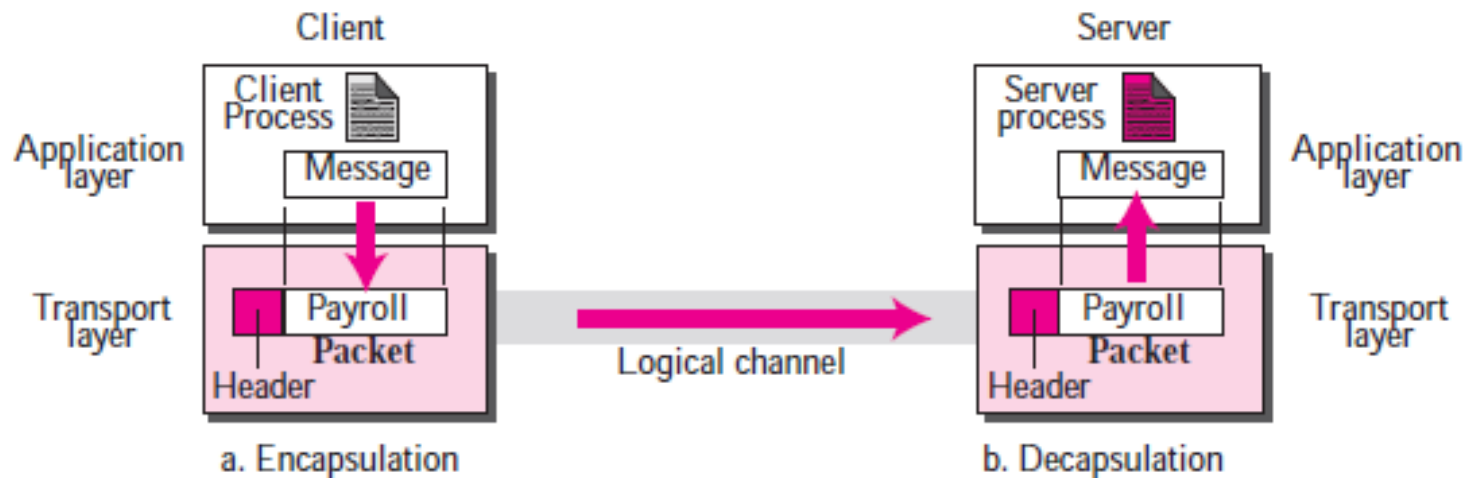 Client
Server
Client
Process
Server
process
Application
layer
Message
Message
Application
layer
Transport
layer
Payroll
Packet
Header
Logical channel
Payroll
Packet
Header
Transport
layer
a. Encapsulation
b. Decapsulation